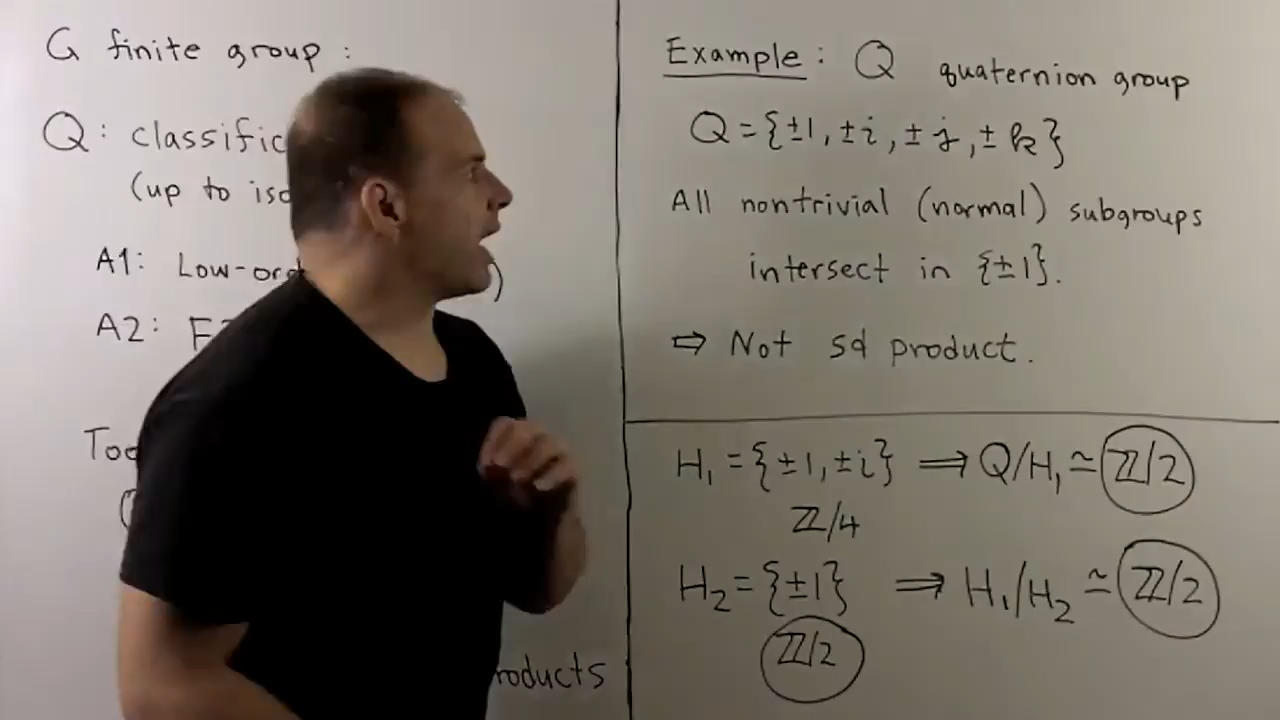 G finite group :
Q: classific
(up to iso
A1: Low-ord )
A2: F
Too
(
roducts
Example: Q quaternion group
Q = {±1, ±i, ±j, ±k}
All nontrivial (normal) subgroups
intersect in {±1}.
⇒ Not sd product.
H₁ = {±1, ±i} ⟹ Q/H₁ ≃ ℤ/2
ℤ/4
H₂ = {±1} ⟹ H₁/H₂ ≃ ℤ/2
ℤ/2